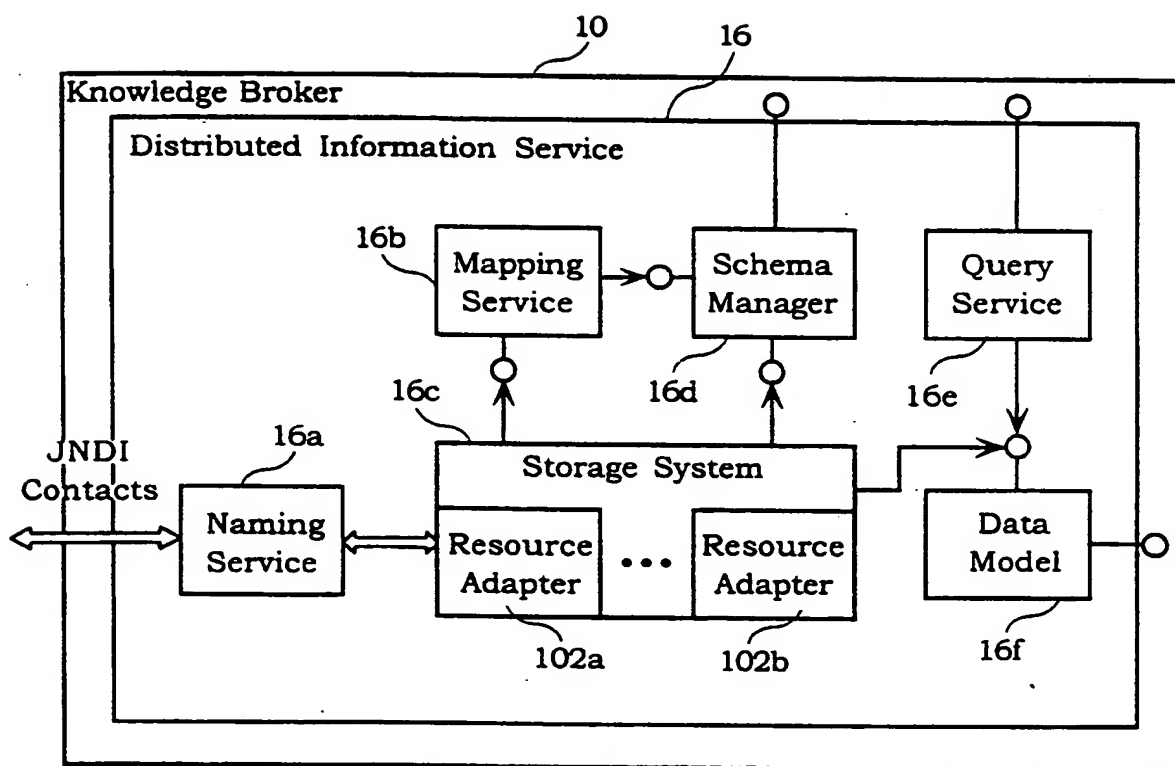 10
16
Knowledge Broker
Distributed Information Service
16b
Mapping
Service
Schema
Manager
Query
Service
16c
16d
16e
JNDI
Contacts
16a
Storage System
Naming
Service
Resource
Adapter
•••
Resource
Adapter
Data
Model
102a
102b
16f